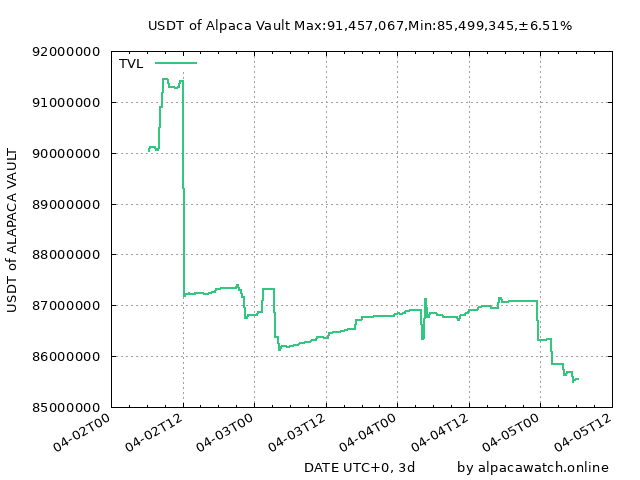 USDT of Alpaca Vault Max:91,457,067,Min:85,499,345,±6.51%
TVL
USDT of ALAPACA VAULT
92000000
91000000
90000000
89000000
88000000
87000000
86000000
85000000
04-02T00
04-02T12
04-03T00
04-03T12
04-04T00
04-04T12
04-05T00
04-05T12
DATE UTC+0, 3d
by alpacawatch.online